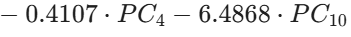 − 0.4107 · PC₄ − 6.4868 · PC₁₀